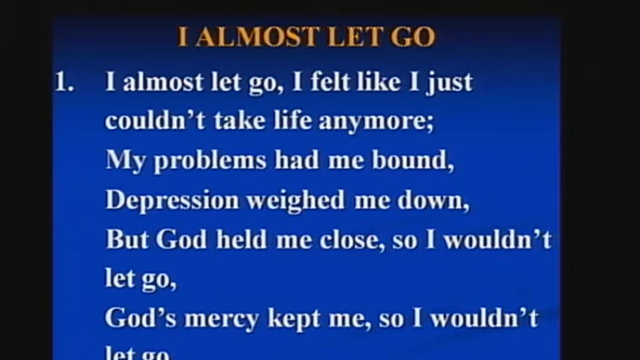 I ALMOST LET GO
1. I almost let go, I felt like I just
couldn't take life anymore;
My problems had me bound,
Depression weighed me down,
But God held me close, so I wouldn't
let go,
God's mercy kept me, so I wouldn't
let go